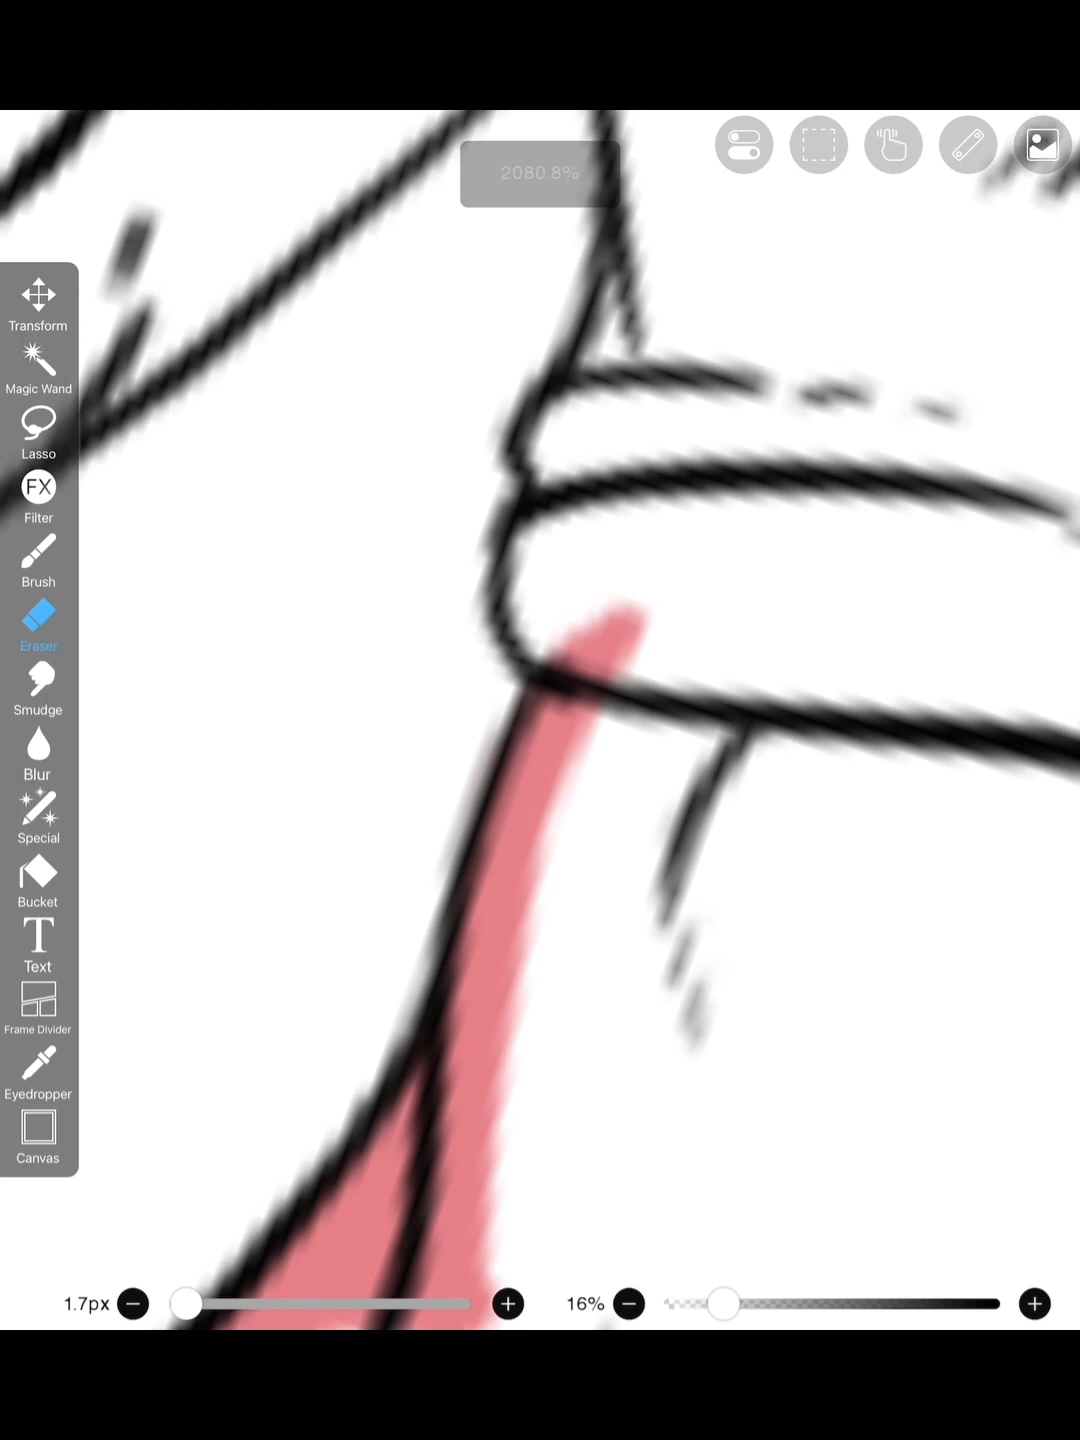 2080.8%
Transform
Magic Wand
Lasso
FX
Filter
Brush
Eraser
Smudge
Blur
Special
Bucket
T
Text
Frame Divider
Eyedropper
Canvas
1.7px
16%